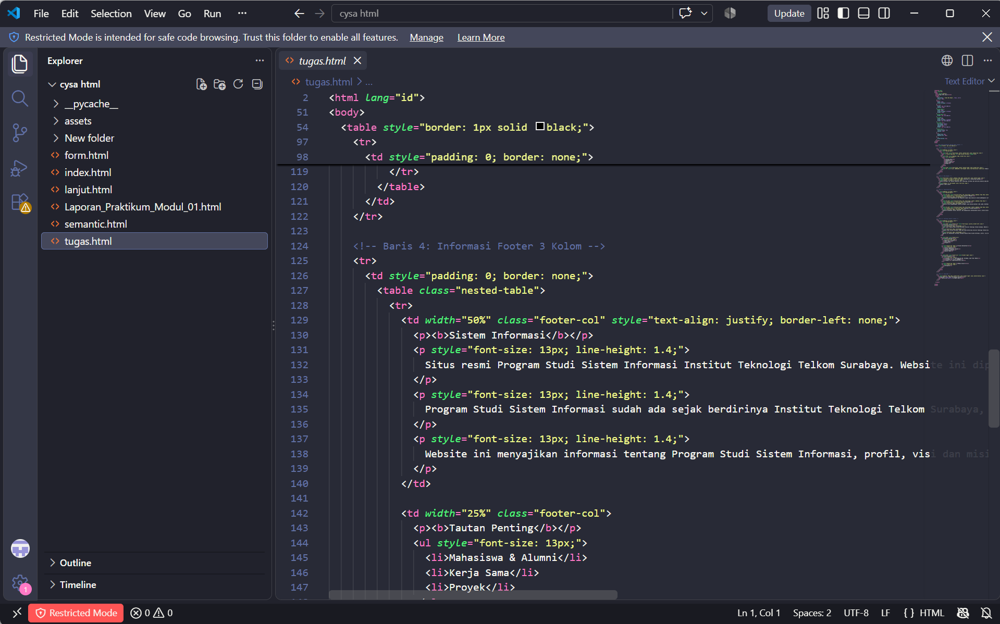 File Edit Selection View Go Run ···
cysa html
Update
Restricted Mode is intended for safe code browsing. Trust this folder to enable all features. Manage Learn More
Explorer
cysa html
__pycache__
assets
New folder
form.html
index.html
lanjut.html
Laporan_Praktikum_Modul_01.html
semantic.html
tugas.html
Outline
Timeline
1
tugas.html
tugas.html > ...
Text Editor
2 <html lang="id">
51 <body>
54 <table style="border: 1px solid black;">
97 <tr>
98 <td style="padding: 0; border: none;">
119 </tr>
120 </table>
121 </td>
122 </tr>
123
124 <!-- Baris 4: Informasi Footer 3 Kolom -->
125 <tr>
126 <td style="padding: 0; border: none;">
127 <table class="nested-table">
128 <tr>
129 <td width="50%" class="footer-col" style="text-align: justify; border-left: none;">
130 <p><b>Sistem Informasi</b></p>
131 <p style="font-size: 13px; line-height: 1.4;">
132 Situs resmi Program Studi Sistem Informasi Institut Teknologi Telkom Surabaya. Website ini dip
133 </p>
134 <p style="font-size: 13px; line-height: 1.4;">
135 Program Studi Sistem Informasi sudah ada sejak berdirinya Institut Teknologi Telkom Surabaya,
136 </p>
137 <p style="font-size: 13px; line-height: 1.4;">
138 Website ini menyajikan informasi tentang Program Studi Sistem Informasi, profil, visi dan misi
139 </p>
140 </td>
141
142 <td width="25%" class="footer-col">
143 <p><b>Tautan Penting</b></p>
144 <ul style="font-size: 13px;">
145 <li>Mahasiswa & Alumni</li>
146 <li>Kerja Sama</li>
147 <li>Proyek</li>
Restricted Mode 0 0
Ln 1, Col 1 Spaces: 2 UTF-8 LF { } HTML